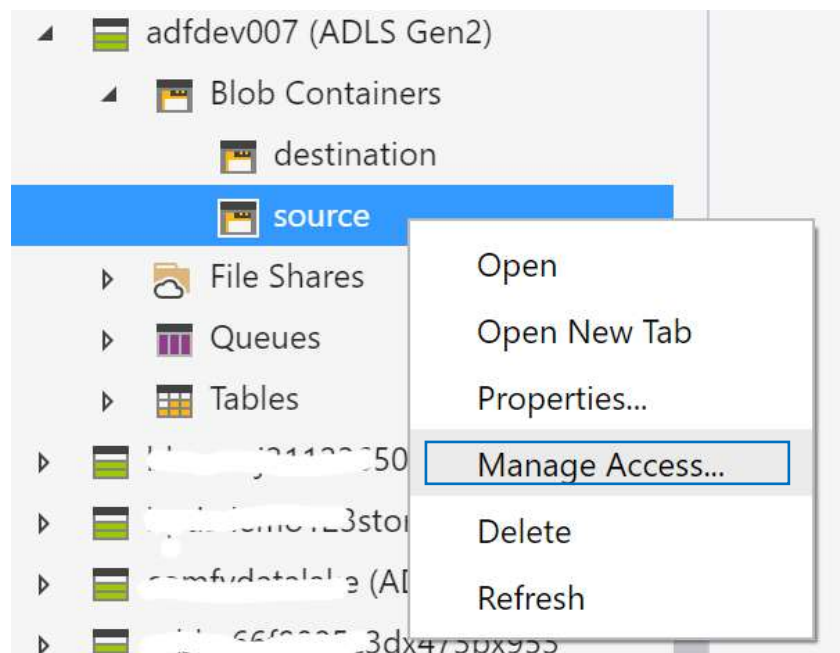 adfdev007 (ADLS Gen2)
Blob Containers
destination
source
File Shares
Queues
Tables
Open
Open New Tab
Properties...
Manage Access...
Delete
Refresh